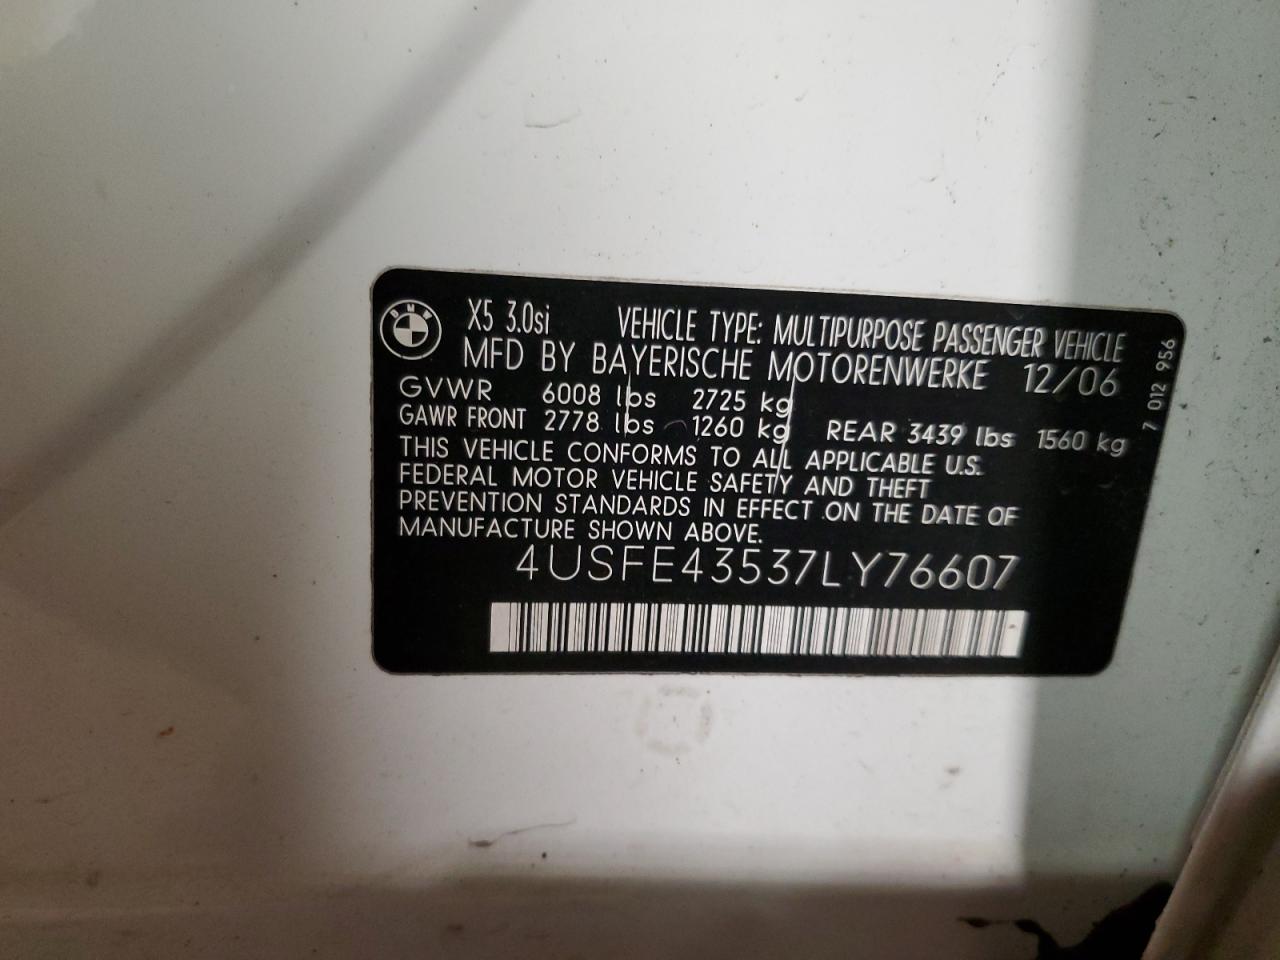 BMW
X5 3.0si VEHICLE TYPE: MULTIPURPOSE PASSENGER VEHICLE
MFD BY BAYERISCHE MOTORENWERKE 12/06
GVWR 6008 lbs 2725 kg
GAWR FRONT 2778 lbs 1260 kg REAR 3439 lbs 1560 kg
THIS VEHICLE CONFORMS TO ALL APPLICABLE U.S.
FEDERAL MOTOR VEHICLE SAFETY AND THEFT
PREVENTION STANDARDS IN EFFECT ON THE DATE OF
MANUFACTURE SHOWN ABOVE.
4USFE43537LY76607
7 012 956